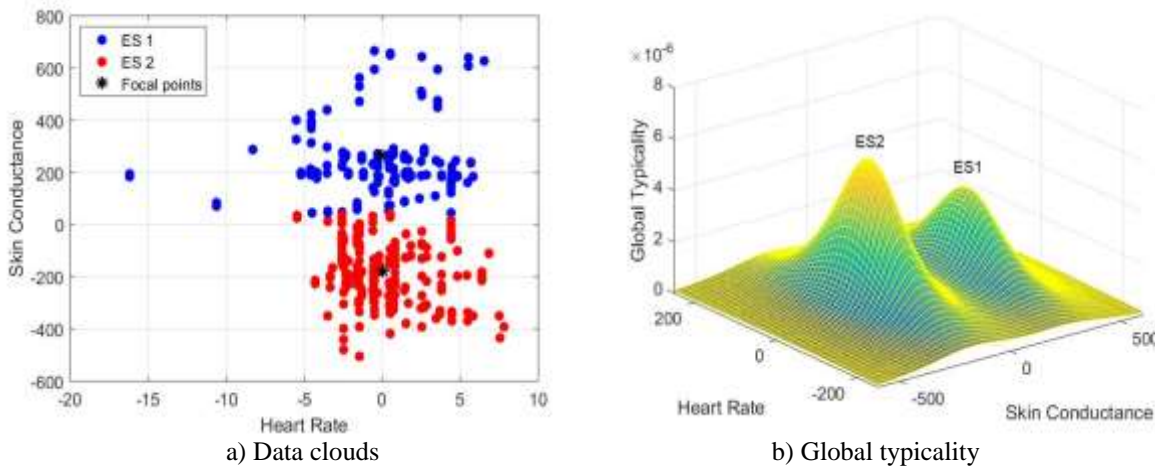 800
600
400
200
0
-200
-400
-600
Skin Conductance
ES 1
ES 2
Focal points
-20 -15 -10 -5 0 5 10
Heart Rate
a) Data clouds
×10⁻⁶
8
6
4
2
0
Global Typicality
ES2
ES1
200
0
-200
Heart Rate
-500
0
500
Skin Conductance
b) Global typicality